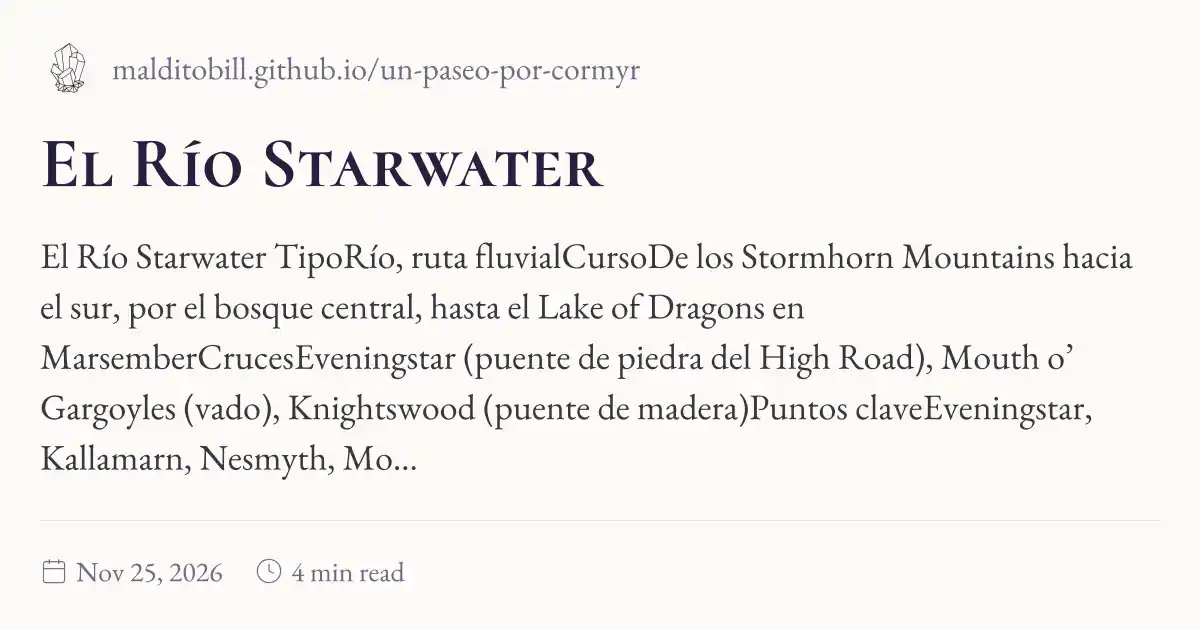 malditobill.github.io/un-paseo-por-cormyr
El Río Starwater
El Río Starwater TipoRío, ruta fluvialCursoDe los Stormhorn Mountains hacia
el sur, por el bosque central, hasta el Lake of Dragons en
MarsemberCrucesEveningstar (puente de piedra del High Road), Mouth o’
Gargoyles (vado), Knightswood (puente de madera)Puntos claveEveningstar,
Kallamarn, Nesmyth, Mo...
Nov 25, 2026 4 min read